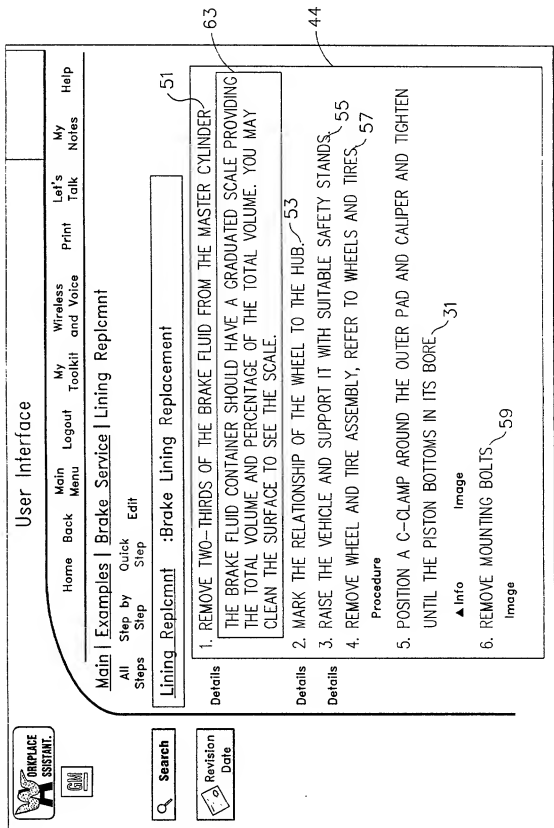 User Interface
ORKPLACE
SSISTANT.
GM
Home Back Main Menu Logout My Toolkit Wireless and Voice Print Let's Talk My Notes Help
Main | Examples | Brake Service | Lining Replcmnt
All Steps Step by Step Quick Step Edit
Search
Revision Date
Lining Replcmnt :Brake Lining Replacement
Details 1. REMOVE TWO-THIRDS OF THE BRAKE FLUID FROM THE MASTER CYLINDER 51
THE BRAKE FLUID CONTAINER SHOULD HAVE A GRADUATED SCALE PROVIDING 63
THE TOTAL VOLUME AND PERCENTAGE OF THE TOTAL VOLUME. YOU MAY
CLEAN THE SURFACE TO SEE THE SCALE.
44
Details 2. MARK THE RELATIONSHIP OF THE WHEEL TO THE HUB. 53
Details 3. RAISE THE VEHICLE AND SUPPORT IT WITH SUITABLE SAFETY STANDS. 55
4. REMOVE WHEEL AND TIRE ASSEMBLY, REFER TO WHEELS AND TIRES. 57
Procedure
5. POSITION A C-CLAMP AROUND THE OUTER PAD AND CALIPER AND TIGHTEN
UNTIL THE PISTON BOTTOMS IN ITS BORE 31
▲ Info Image
6. REMOVE MOUNTING BOLTS 59
Image